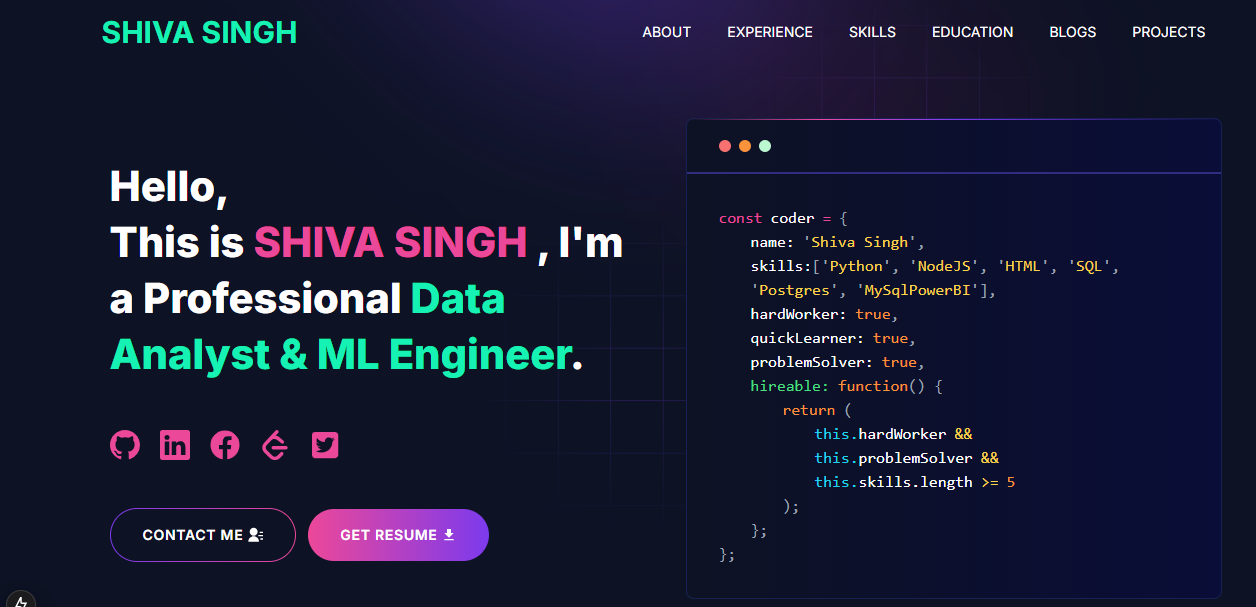 SHIVA SINGH
ABOUT EXPERIENCE SKILLS EDUCATION BLOGS PROJECTS
Hello,
This is SHIVA SINGH , I'm
a Professional Data
Analyst & ML Engineer.
in
CONTACT ME
GET RESUME
const coder = {
name: 'Shiva Singh',
skills:['Python', 'NodeJS', 'HTML', 'SQL',
'Postgres', 'MySqlPowerBI'],
hardWorker: true,
quickLearner: true,
problemSolver: true,
hireable: function() {
return (
this.hardWorker &&
this.problemSolver &&
this.skills.length >= 5
);
};
};